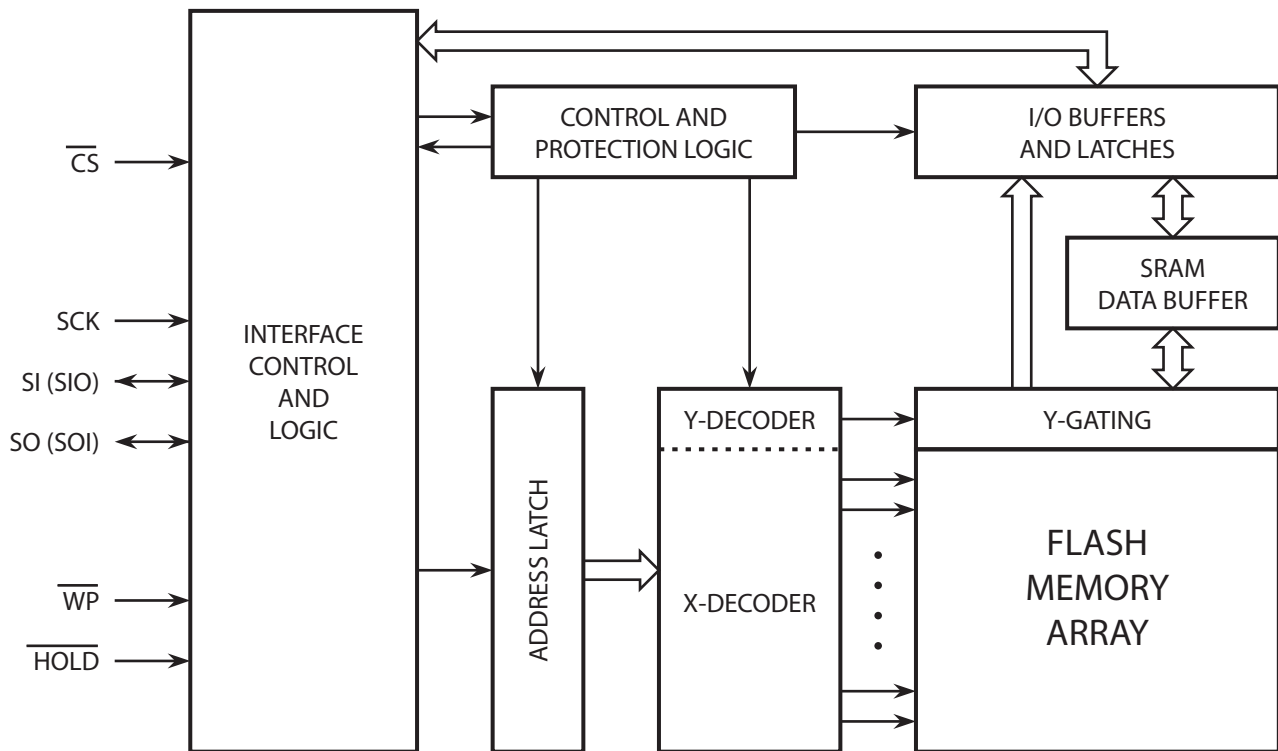 CS
SCK
SI (SIO)
SO (SOI)
WP
HOLD
INTERFACE
CONTROL
AND
LOGIC
CONTROL AND
PROTECTION LOGIC
I/O BUFFERS
AND LATCHES
SRAM
DATA BUFFER
ADDRESS LATCH
Y-DECODER
X-DECODER
Y-GATING
FLASH
MEMORY
ARRAY